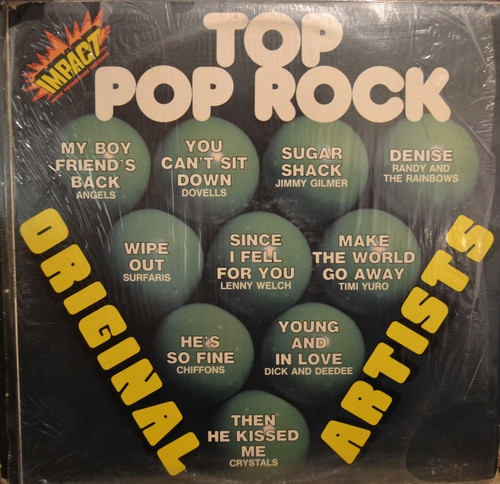 IMPACT
TOP
POP ROCK
MY BOY
FRIEND'S
BACK
ANGELS
YOU
CAN'T SIT
DOWN
DOVELLS
SUGAR
SHACK
JIMMY GILMER
DENISE
RANDY AND
THE RAINBOWS
WIPE
OUT
SURFARIS
SINCE
I FELL
FOR YOU
LENNY WELCH
MAKE
THE WORLD
GO AWAY
TIMI YURO
HE'S
SO FINE
CHIFFONS
YOUNG
AND
IN LOVE
DICK AND DEEDEE
THEN
HE KISSED
ME
CRYSTALS
ORIGINAL
ARTISTS